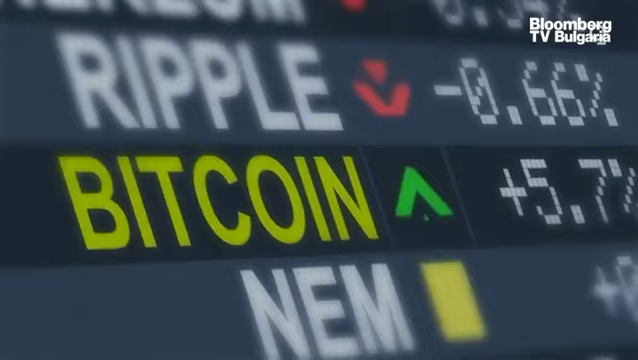 Bloomberg
TV Bulgaria
RIPPLE -0.66%
BITCOIN +5.7
NEM